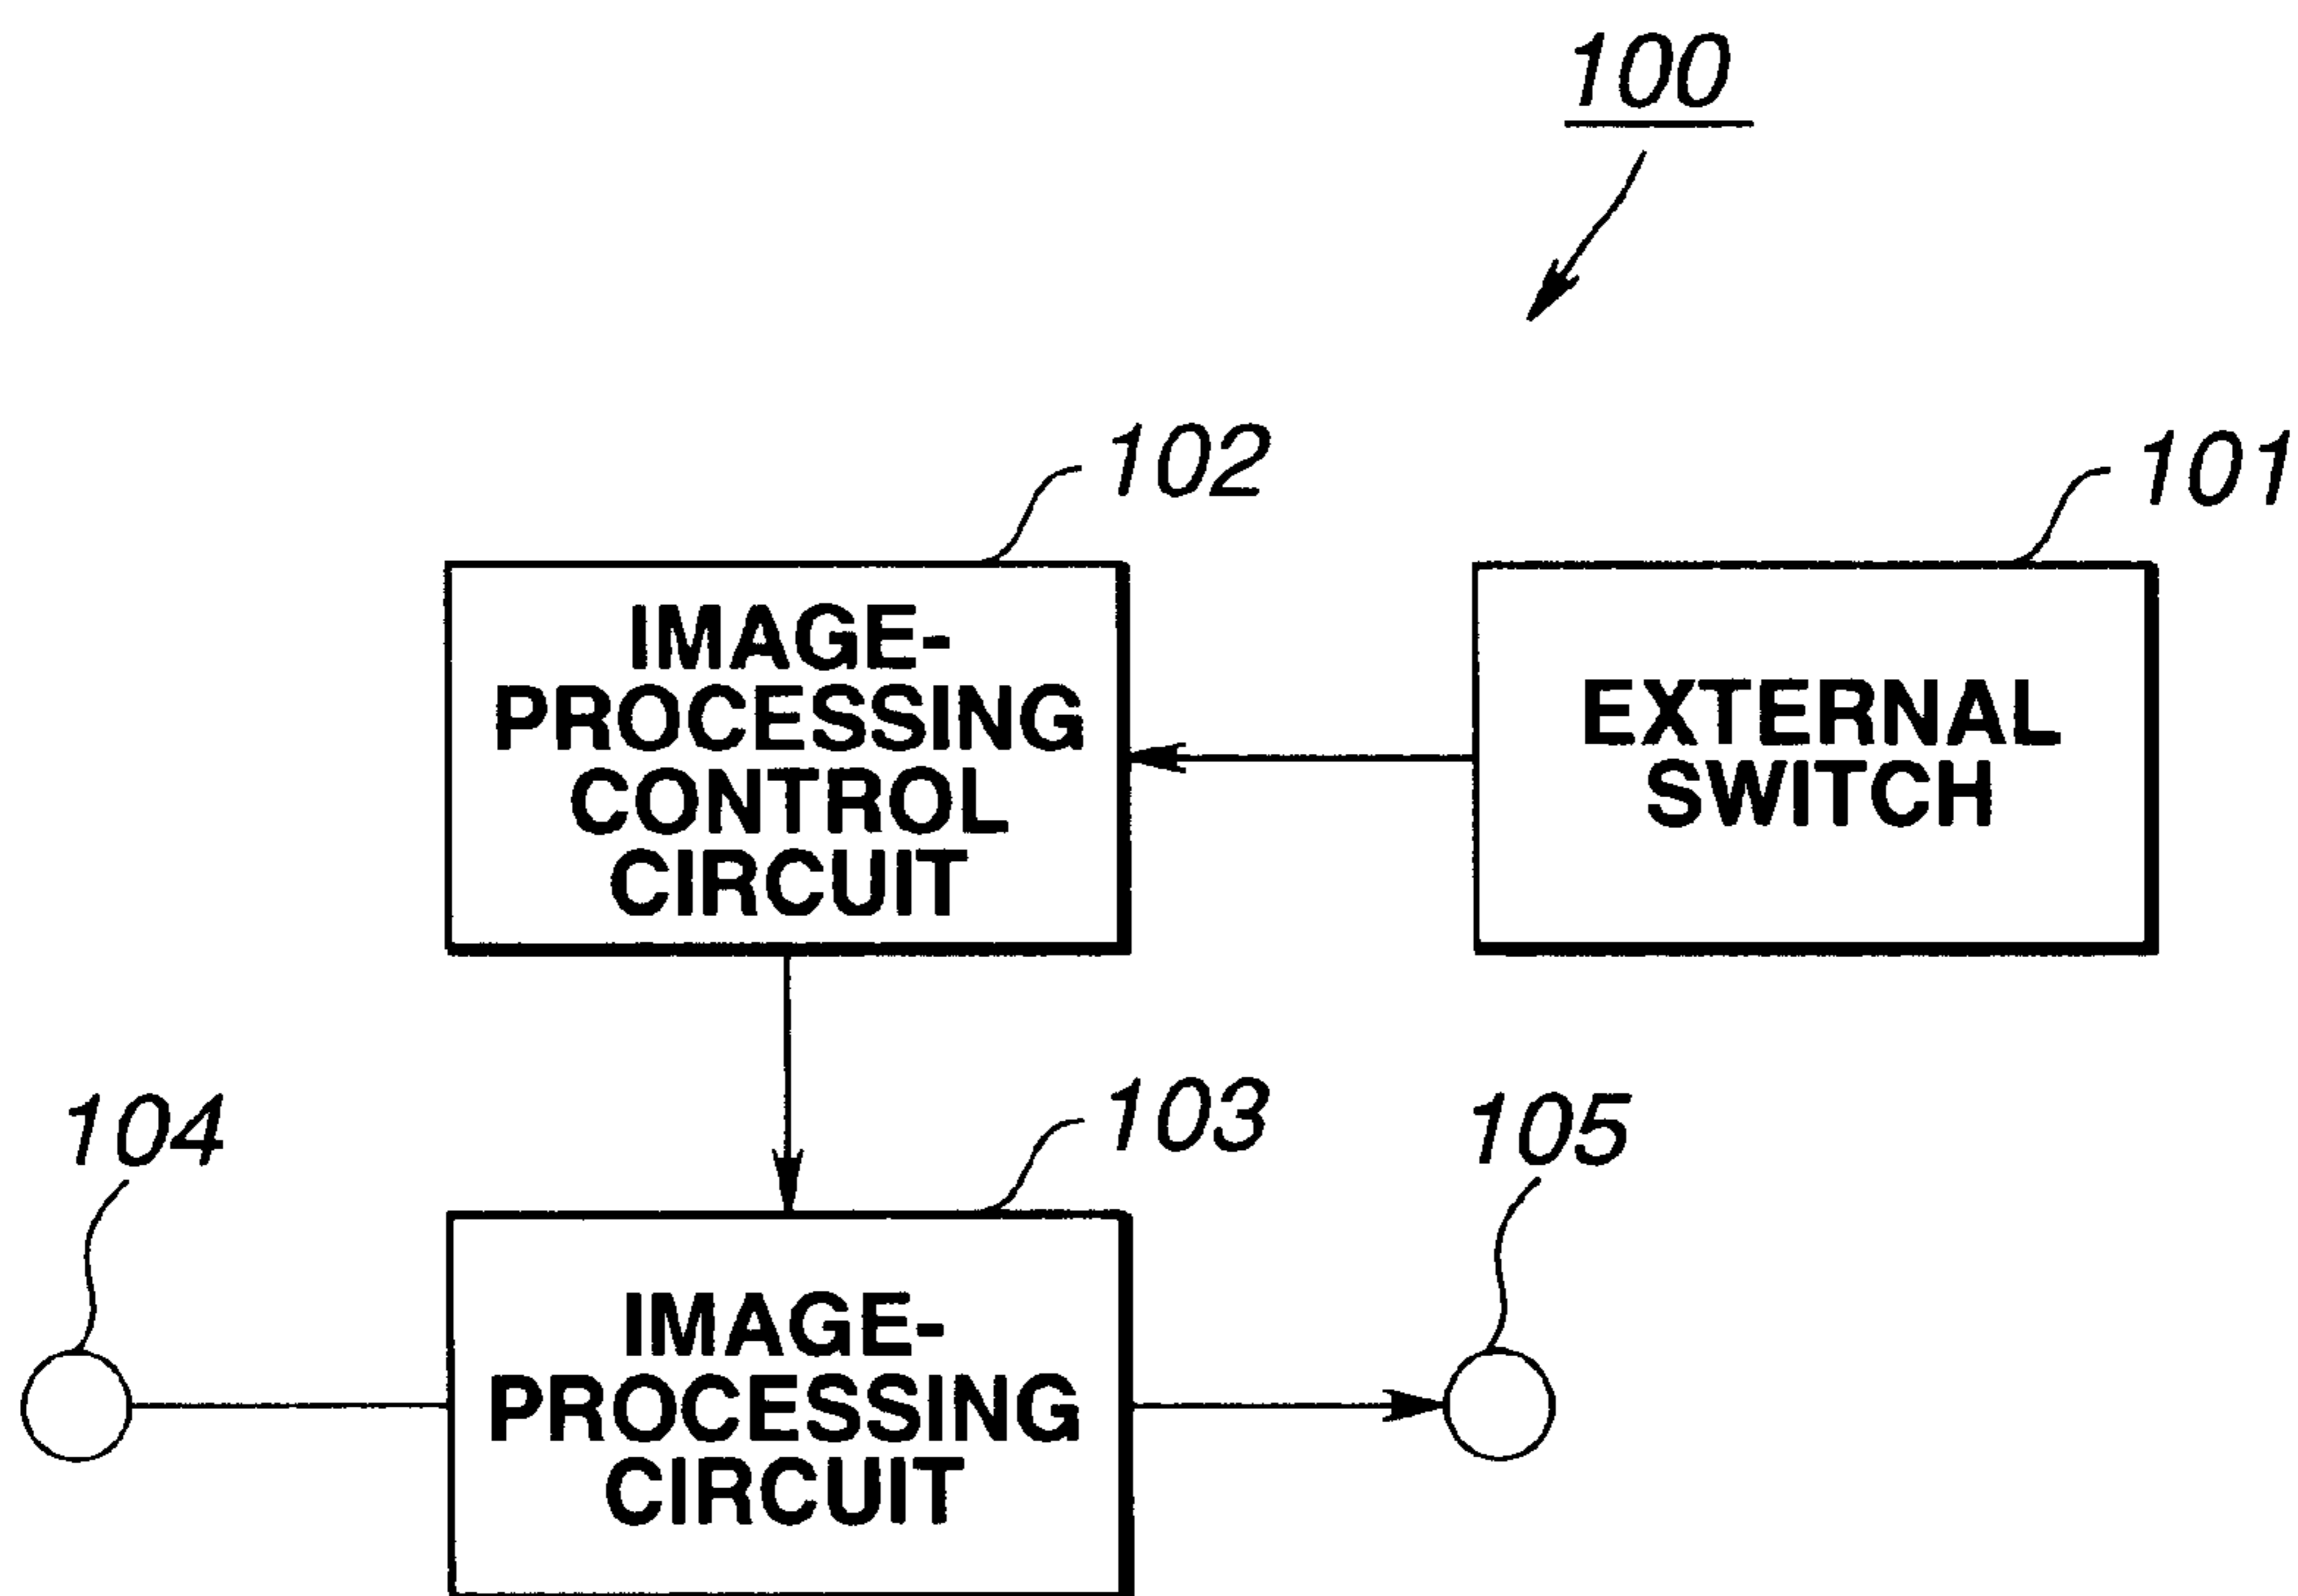 100
102
101
IMAGE-
PROCESSING
CONTROL
CIRCUIT
EXTERNAL
SWITCH
104
103
105
IMAGE-
PROCESSING
CIRCUIT